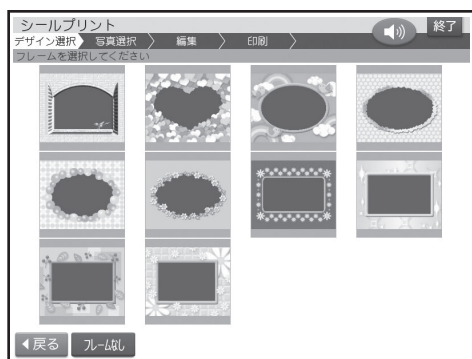 シールプリント
終了
デザイン選択 写真選択 編集 印刷
フレームを選択してください
戻る フレームなし